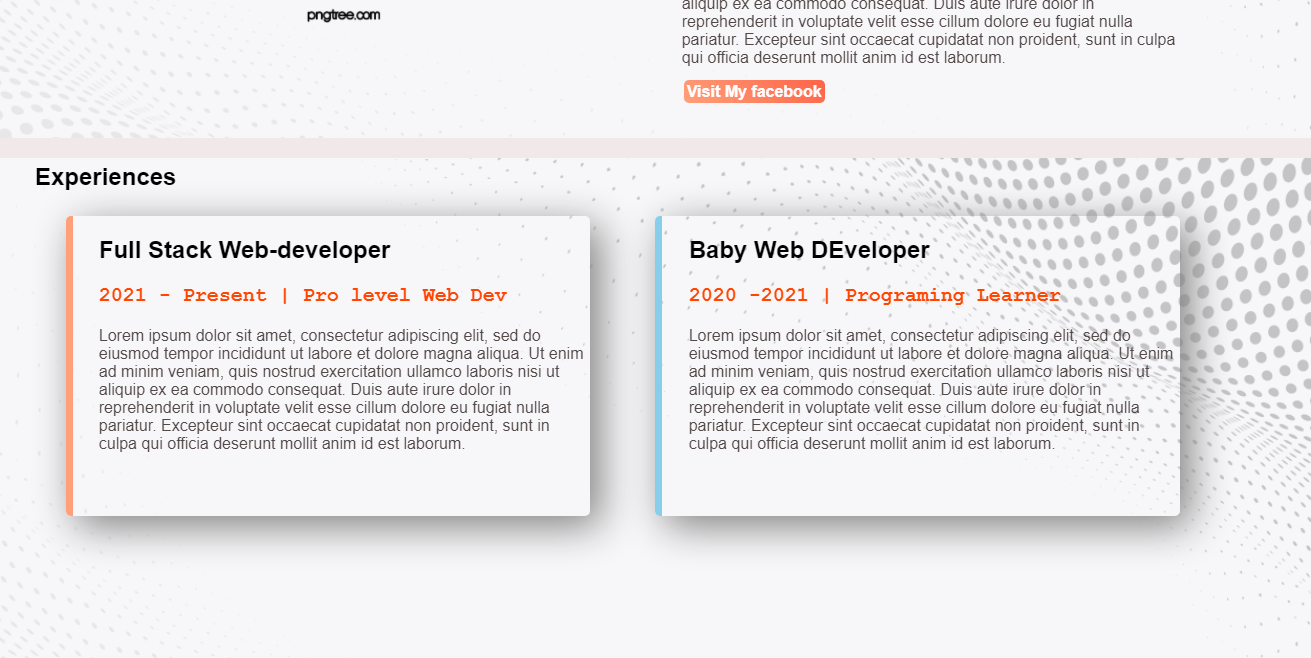 pngtree.com
aliquip ex ea commodo consequat. Duis aute irure dolor in
reprehenderit in voluptate velit esse cillum dolore eu fugiat nulla
pariatur. Excepteur sint occaecat cupidatat non proident, sunt in culpa
qui officia deserunt mollit anim id est laborum.
Visit My facebook
Experiences
Full Stack Web-developer
2021 - Present | Pro level Web Dev
Lorem ipsum dolor sit amet, consectetur adipiscing elit, sed do
eiusmod tempor incididunt ut labore et dolore magna aliqua. Ut enim
ad minim veniam, quis nostrud exercitation ullamco laboris nisi ut
aliquip ex ea commodo consequat. Duis aute irure dolor in
reprehenderit in voluptate velit esse cillum dolore eu fugiat nulla
pariatur. Excepteur sint occaecat cupidatat non proident, sunt in
culpa qui officia deserunt mollit anim id est laborum.
Baby Web DEveloper
2020 -2021 | Programing Learner
Lorem ipsum dolor sit amet, consectetur adipiscing elit, sed do
eiusmod tempor incididunt ut labore et dolore magna aliqua. Ut enim
ad minim veniam, quis nostrud exercitation ullamco laboris nisi ut
aliquip ex ea commodo consequat. Duis aute irure dolor in
reprehenderit in voluptate velit esse cillum dolore eu fugiat nulla
pariatur. Excepteur sint occaecat cupidatat non proident, sunt in
culpa qui officia deserunt mollit anim id est laborum.